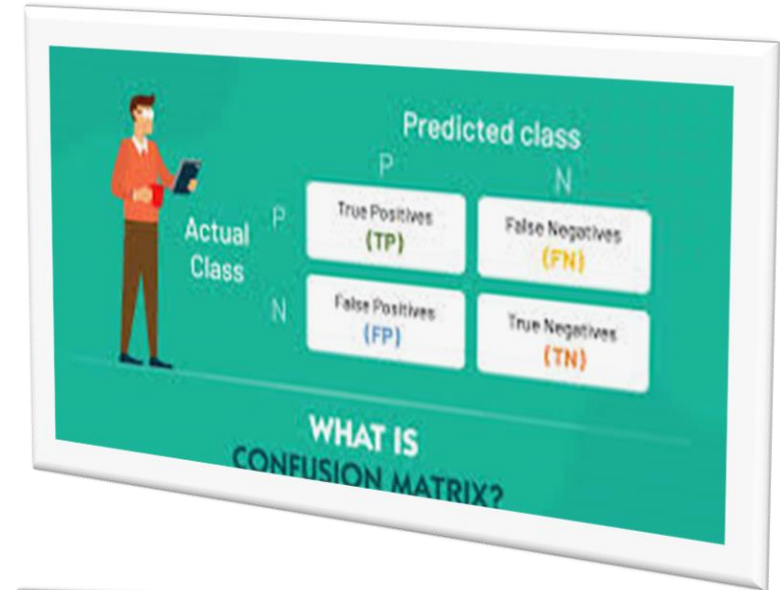 Predicted class
P N
Actual
Class
P
True Positives
(TP)
False Negatives
(FN)
N
False Positives
(FP)
True Negatives
(TN)
WHAT IS
CONFUSION MATRIX?